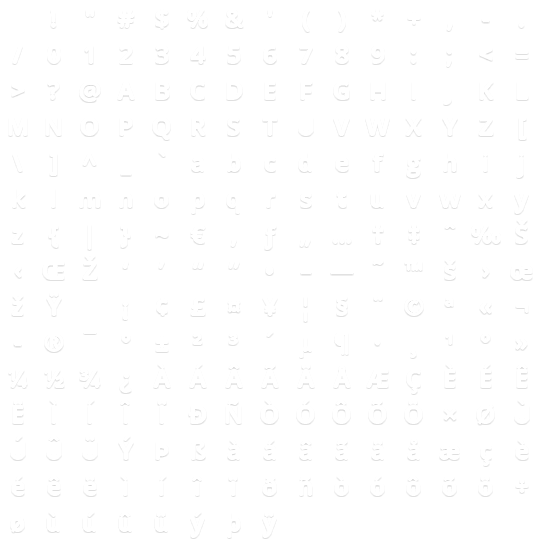 ! " # $ % & ' ( ) * + , - .
/ 0 1 2 3 4 5 6 7 8 9 : ; < =
> ? @ A B C D E F G H I J K L
M N O P Q R S T U V W X Y Z [
\ ] ^ _ ` a b c d e f g h i j
k l m n o p q r s t u v w x y
z { | } ~ € ‚ ƒ „ … † ‡ ˆ ‰ Š
‹ Œ Ž ‘ ’ “ ” • – — ˜ ™ š › œ
ž Ÿ ¡ ¢ £ ¤ ¥ ¦ § ¨ © ª « ¬
- ® ¯ ° ± ² ³ ´ µ ¶ · ¸ ¹ º »
¼ ½ ¾ ¿ À Á Â Ã Ä Å Æ Ç È É Ê
Ë Ì Í Î Ï Ð Ñ Ò Ó Ô Õ Ö × Ø Ù
Ú Û Ü Ý Þ ß à á â ã ä å æ ç è
é ê ë ì í î ï ð ñ ò ó ô õ ö ÷
ø ù ú û ü ý þ ÿ